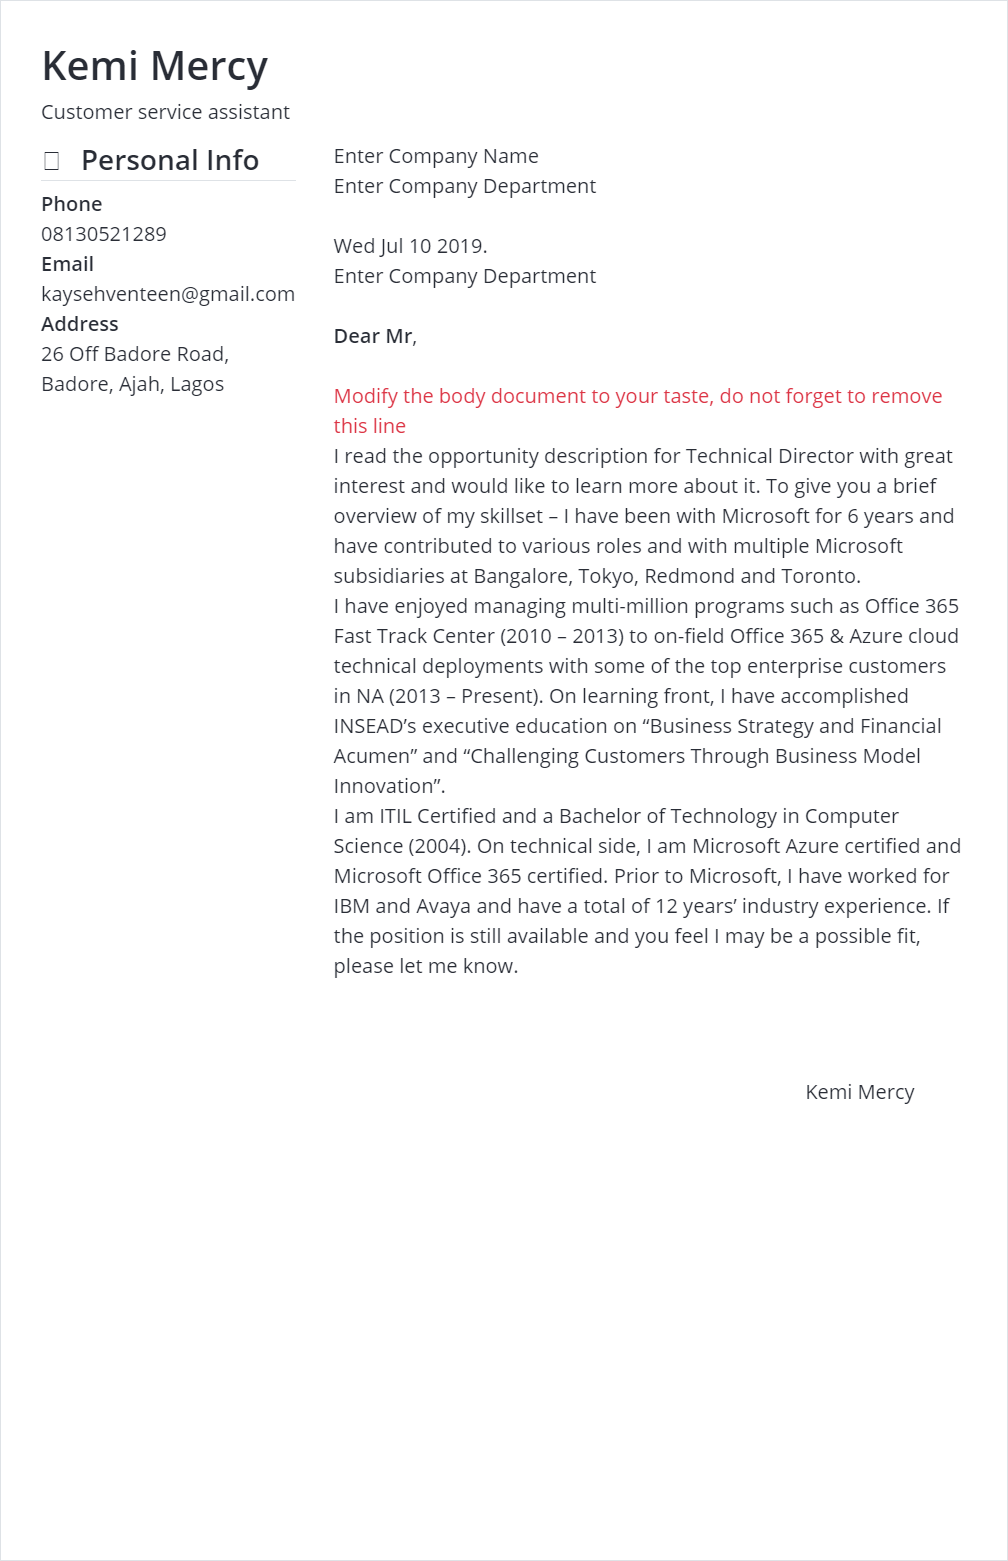 Kemi Mercy
Customer service assistant
Personal Info
Phone
08130521289
Email
kaysehventeen@gmail.com
Address
26 Off Badore Road,
Badore, Ajah, Lagos
Enter Company Name
Enter Company Department
Wed Jul 10 2019.
Enter Company Department
Dear Mr,
Modify the body document to your taste, do not forget to remove
this line
I read the opportunity description for Technical Director with great
interest and would like to learn more about it. To give you a brief
overview of my skillset – I have been with Microsoft for 6 years and
have contributed to various roles and with multiple Microsoft
subsidiaries at Bangalore, Tokyo, Redmond and Toronto.
I have enjoyed managing multi-million programs such as Office 365
Fast Track Center (2010 – 2013) to on-field Office 365 & Azure cloud
technical deployments with some of the top enterprise customers
in NA (2013 – Present). On learning front, I have accomplished
INSEAD’s executive education on “Business Strategy and Financial
Acumen” and “Challenging Customers Through Business Model
Innovation”.
I am ITIL Certified and a Bachelor of Technology in Computer
Science (2004). On technical side, I am Microsoft Azure certified and
Microsoft Office 365 certified. Prior to Microsoft, I have worked for
IBM and Avaya and have a total of 12 years’ industry experience. If
the position is still available and you feel I may be a possible fit,
please let me know.
Kemi Mercy